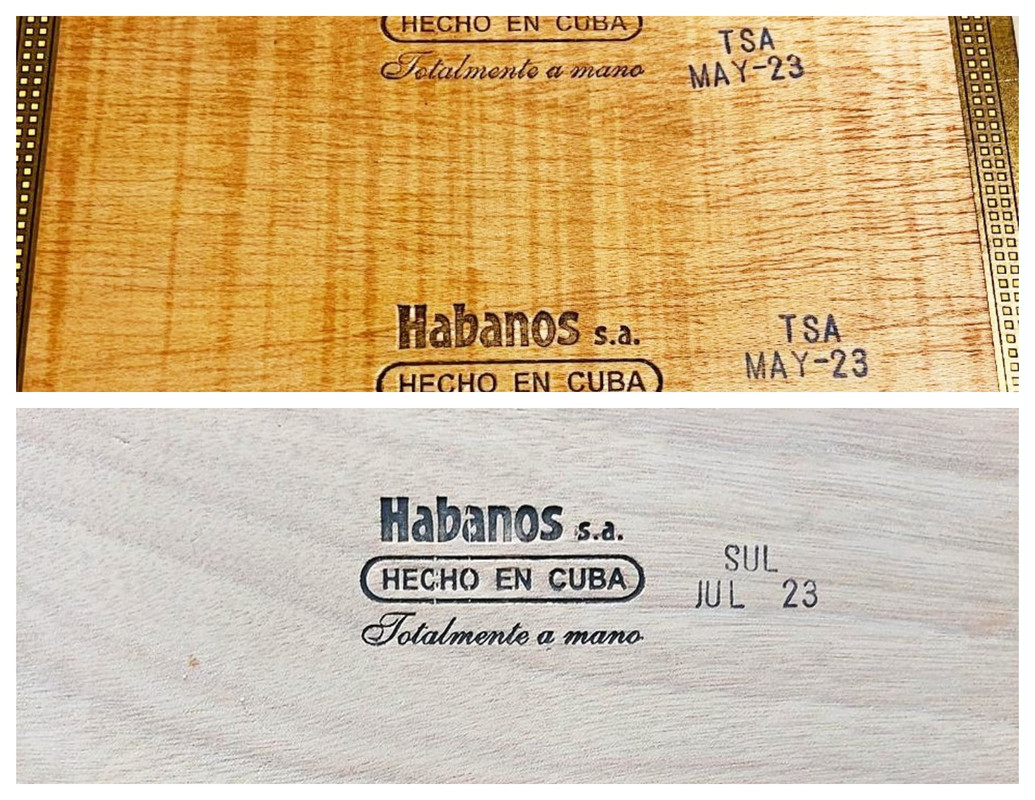 HECHO EN CUBA
Totalmente a mano
TSA
MAY-23
Habanos s.a.
HECHO EN CUBA
TSA
MAY-23
Habanos s.a.
HECHO EN CUBA
Totalmente a mano
SUL
JUL 23